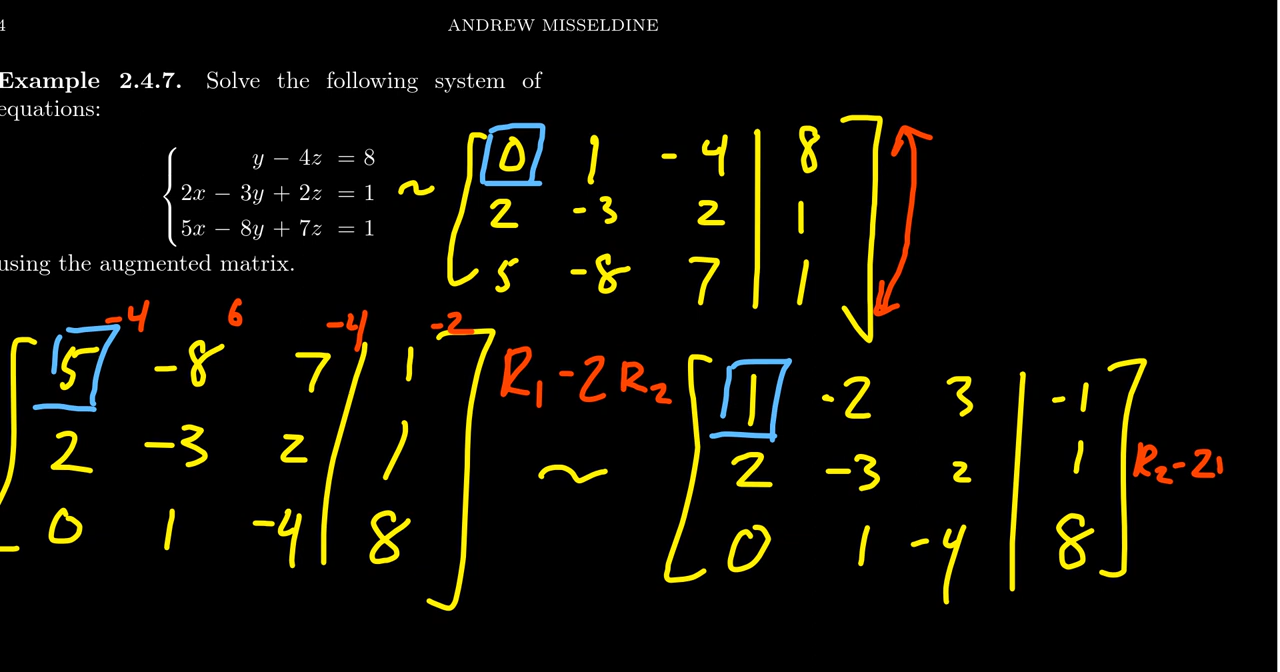 4 ANDREW MISSELDINE
Example 2.4.7. Solve the following system of
equations:
y − 4z = 8
2x − 3y + 2z = 1
5x − 8y + 7z = 1
using the augmented matrix.
~
0 1 -4 | 8
2 -3 2 | 1
5 -8 7 | 1
-4 6 -4 -2
5 -8 7 | 1
2 -3 2 | 1
0 1 -4 | 8
R₁ -2R₂
~
1 -2 3 | -1
2 -3 2 | 1
0 1 -4 | 8
R₂-2